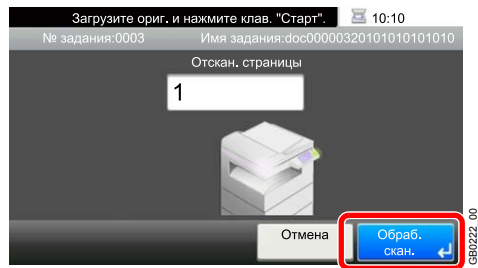 Загрузите ориг. и нажмите клав. "Старт". 10:10
№ задания:0003 Имя задания:doc00000320101010101010
Отскан. страницы
1
Отмена
Обраб.
скан.
GB0222_00